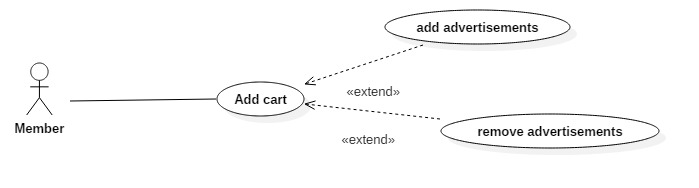 add advertisements
«extend»
Add cart
Member
remove advertisements
«extend»